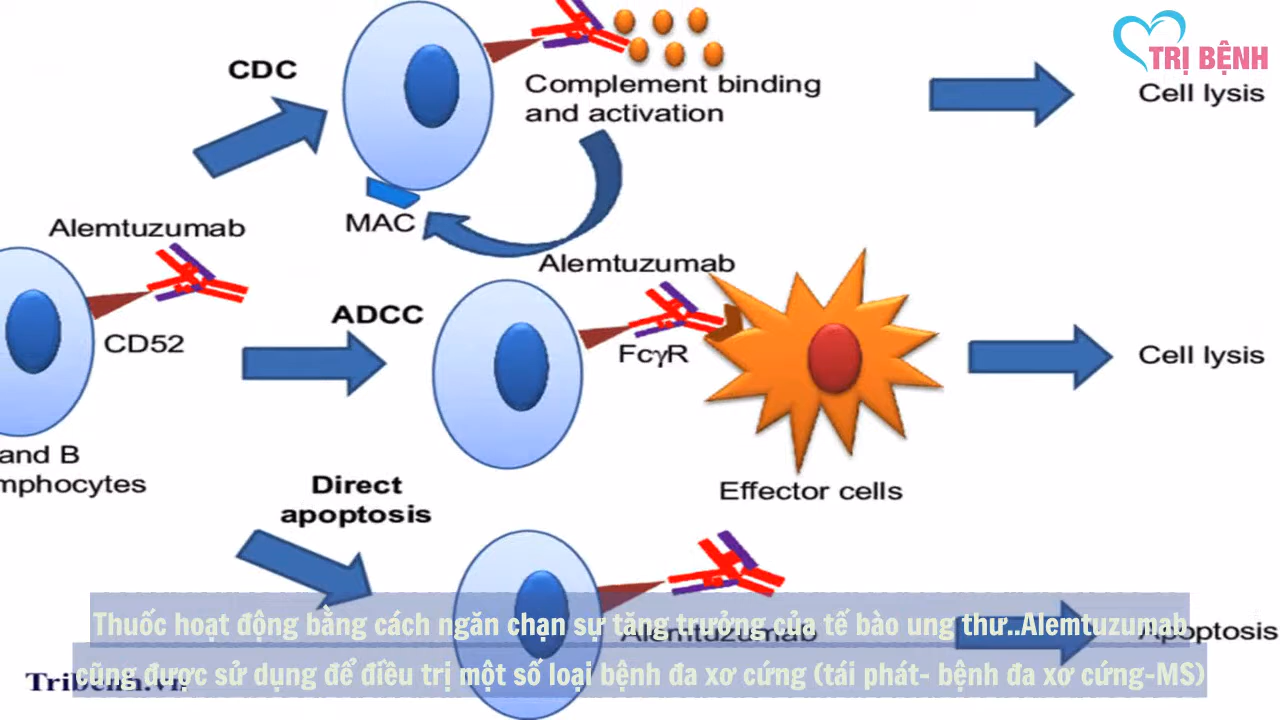 TRỊ BỆNH
CDC
Complement binding
and activation
Cell lysis
MAC
Alemtuzumab
Alemtuzumab
ADCC
CD52
FcγR
Cell lysis
and B
mphocytes
Direct
apoptosis
Effector cells
Alemtuzumab
Apoptosis
Thuốc hoạt động bằng cách ngăn chạn sự tăng trưởng của tế bào ung thư..Alemtuzumab
cũng được sử dụng để điều trị một số loại bệnh đa xơ cứng (tái phát- bệnh đa xơ cứng-MS)
TriBenh.vn